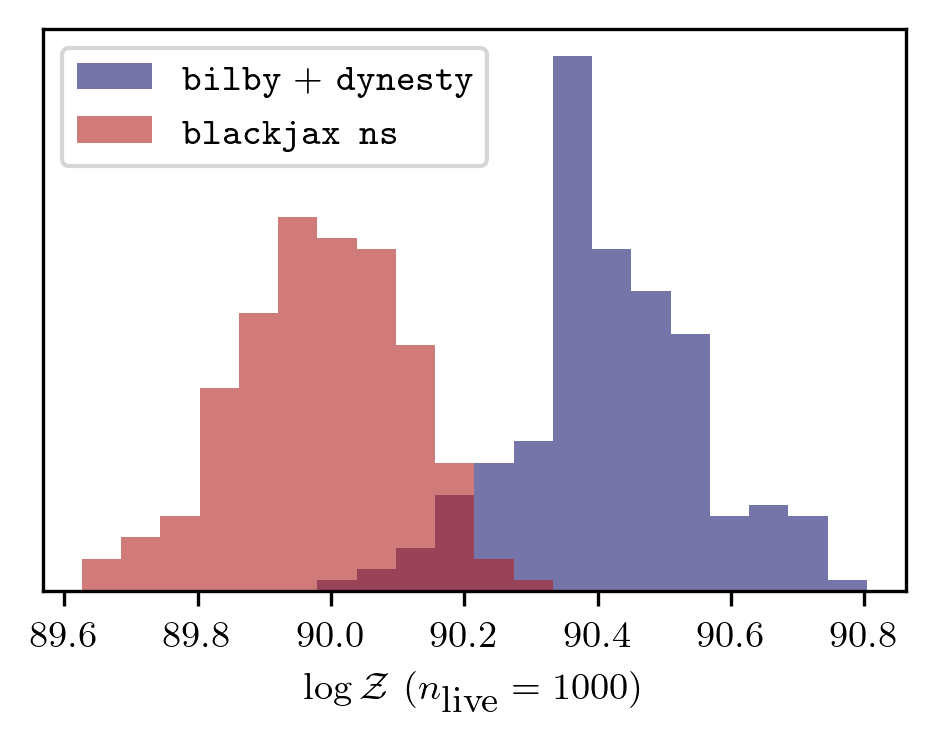 bilby + dynesty
blackjax ns
89.6 89.8 90.0 90.2 90.4 90.6 90.8
log 𝒵 (n_live = 1000)